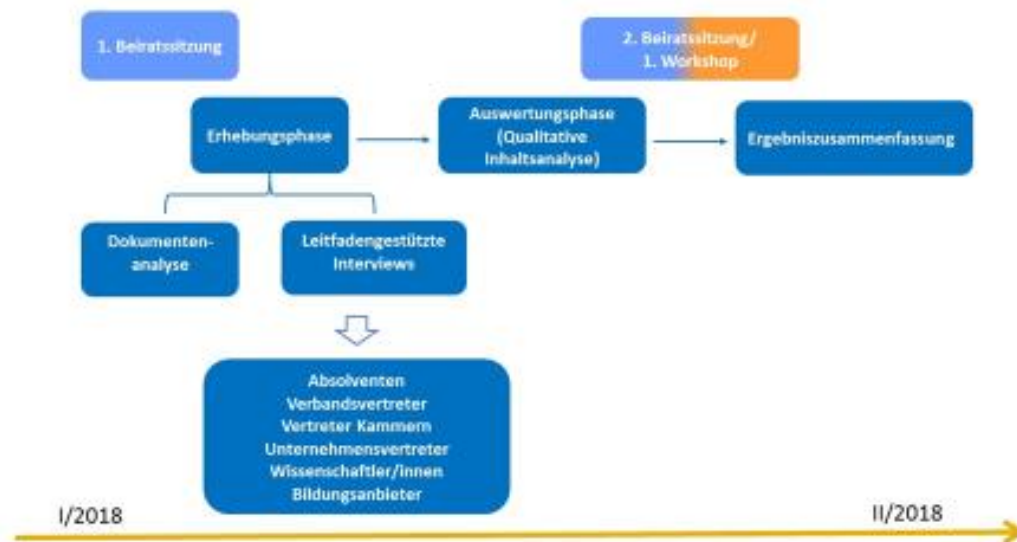 1. Beiratssitzung
2. Beiratssitzung/
1. Workshop
Erhebungsphase
Auswertungsphase
(Qualitative
Inhaltsanalyse)
Ergebniszusammenfassung
Dokumenten-
analyse
Leitfadengestützte
Interviews
Absolventen
Verbandsvertreter
Vertreter Kammern
Unternehmensvertreter
Wissenschaftler/innen
Bildungsanbieter
I/2018
II/2018